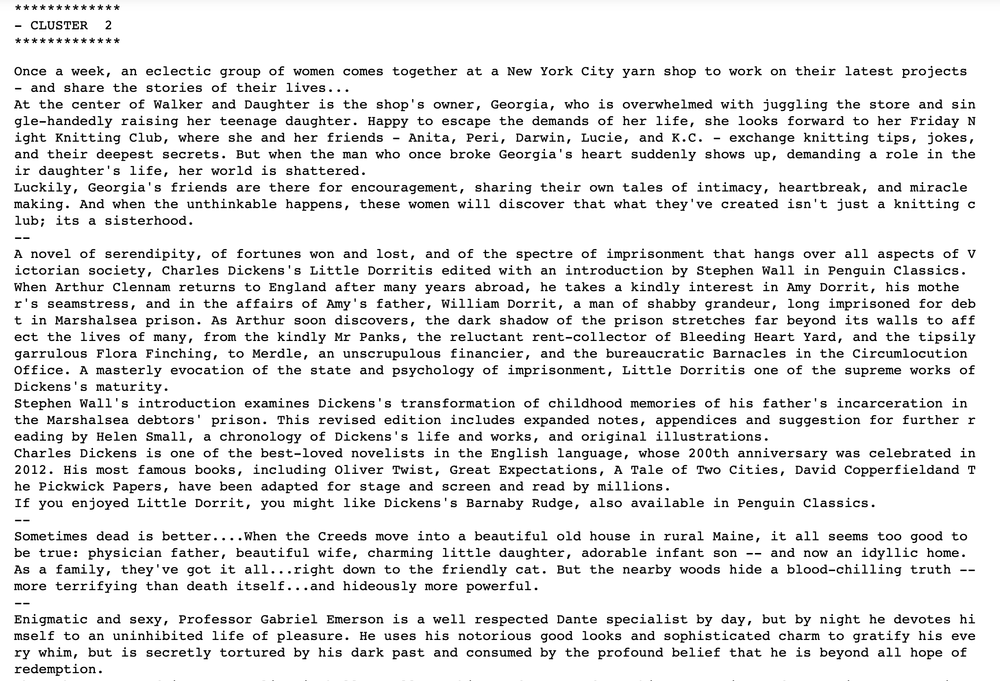 *************
- CLUSTER  2
*************
Once a week, an eclectic group of women comes together at a New York City yarn shop to work on their latest projects
- and share the stories of their lives...
At the center of Walker and Daughter is the shop's owner, Georgia, who is overwhelmed with juggling the store and sin
gle-handedly raising her teenage daughter. Happy to escape the demands of her life, she looks forward to her Friday N
ight Knitting Club, where she and her friends - Anita, Peri, Darwin, Lucie, and K.C. - exchange knitting tips, jokes,
and their deepest secrets. But when the man who once broke Georgia's heart suddenly shows up, demanding a role in the
ir daughter's life, her world is shattered.
Luckily, Georgia's friends are there for encouragement, sharing their own tales of intimacy, heartbreak, and miracle
making. And when the unthinkable happens, these women will discover that what they've created isn't just a knitting c
lub; its a sisterhood.
--
A novel of serendipity, of fortunes won and lost, and of the spectre of imprisonment that hangs over all aspects of V
ictorian society, Charles Dickens's Little Dorritis edited with an introduction by Stephen Wall in Penguin Classics.
When Arthur Clennam returns to England after many years abroad, he takes a kindly interest in Amy Dorrit, his mothe
r's seamstress, and in the affairs of Amy's father, William Dorrit, a man of shabby grandeur, long imprisoned for deb
t in Marshalsea prison. As Arthur soon discovers, the dark shadow of the prison stretches far beyond its walls to aff
ect the lives of many, from the kindly Mr Panks, the reluctant rent-collector of Bleeding Heart Yard, and the tipsily
garrulous Flora Finching, to Merdle, an unscrupulous financier, and the bureaucratic Barnacles in the Circumlocution
Office. A masterly evocation of the state and psychology of imprisonment, Little Dorritis one of the supreme works of
Dickens's maturity.
Stephen Wall's introduction examines Dickens's transformation of childhood memories of his father's incarceration in
the Marshalsea debtors' prison. This revised edition includes expanded notes, appendices and suggestion for further r
eading by Helen Small, a chronology of Dickens's life and works, and original illustrations.
Charles Dickens is one of the best-loved novelists in the English language, whose 200th anniversary was celebrated in
2012. His most famous books, including Oliver Twist, Great Expectations, A Tale of Two Cities, David Copperfieldand T
he Pickwick Papers, have been adapted for stage and screen and read by millions.
If you enjoyed Little Dorrit, you might like Dickens's Barnaby Rudge, also available in Penguin Classics.
--
Sometimes dead is better....When the Creeds move into a beautiful old house in rural Maine, it all seems too good to
be true: physician father, beautiful wife, charming little daughter, adorable infant son -- and now an idyllic home.
As a family, they've got it all...right down to the friendly cat. But the nearby woods hide a blood-chilling truth --
more terrifying than death itself...and hideously more powerful.
--
Enigmatic and sexy, Professor Gabriel Emerson is a well respected Dante specialist by day, but by night he devotes hi
mself to an uninhibited life of pleasure. He uses his notorious good looks and sophisticated charm to gratify his eve
ry whim, but is secretly tortured by his dark past and consumed by the profound belief that he is beyond all hope of
redemption.